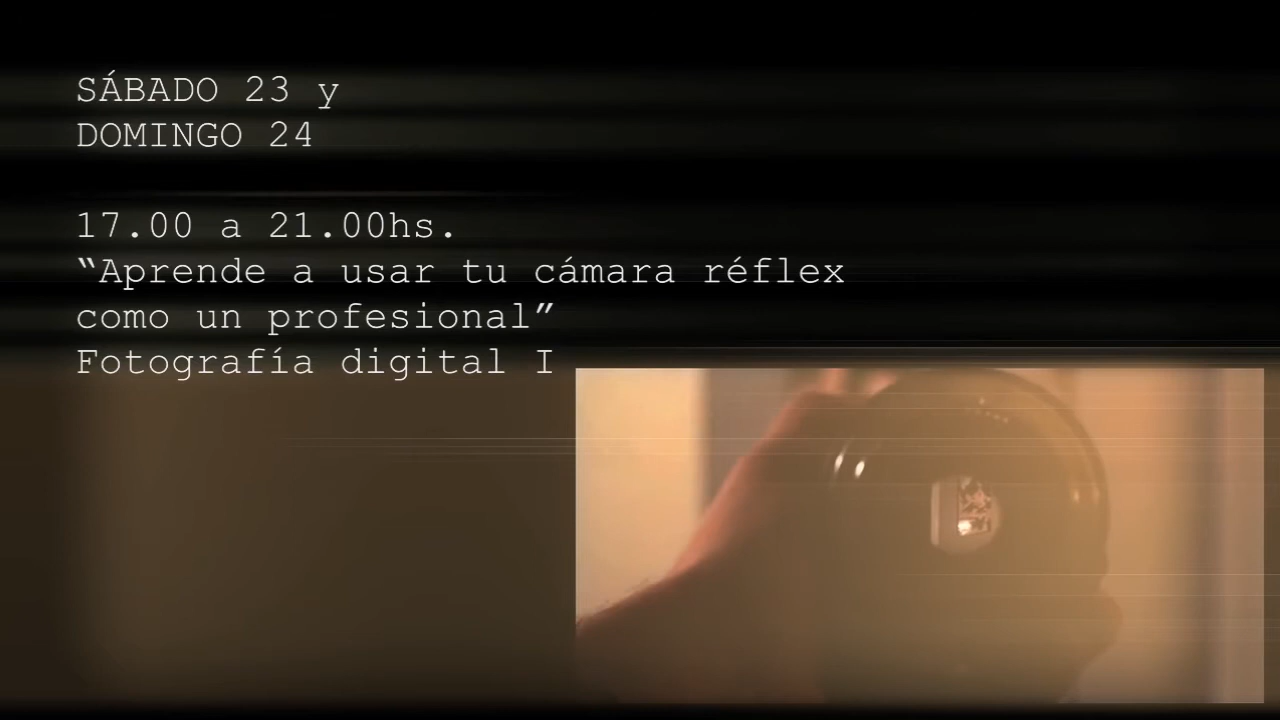 SÁBADO 23 y
DOMINGO 24
17.00 a 21.00hs.
“Aprende a usar tu cámara réflex
como un profesional”
Fotografía digital I